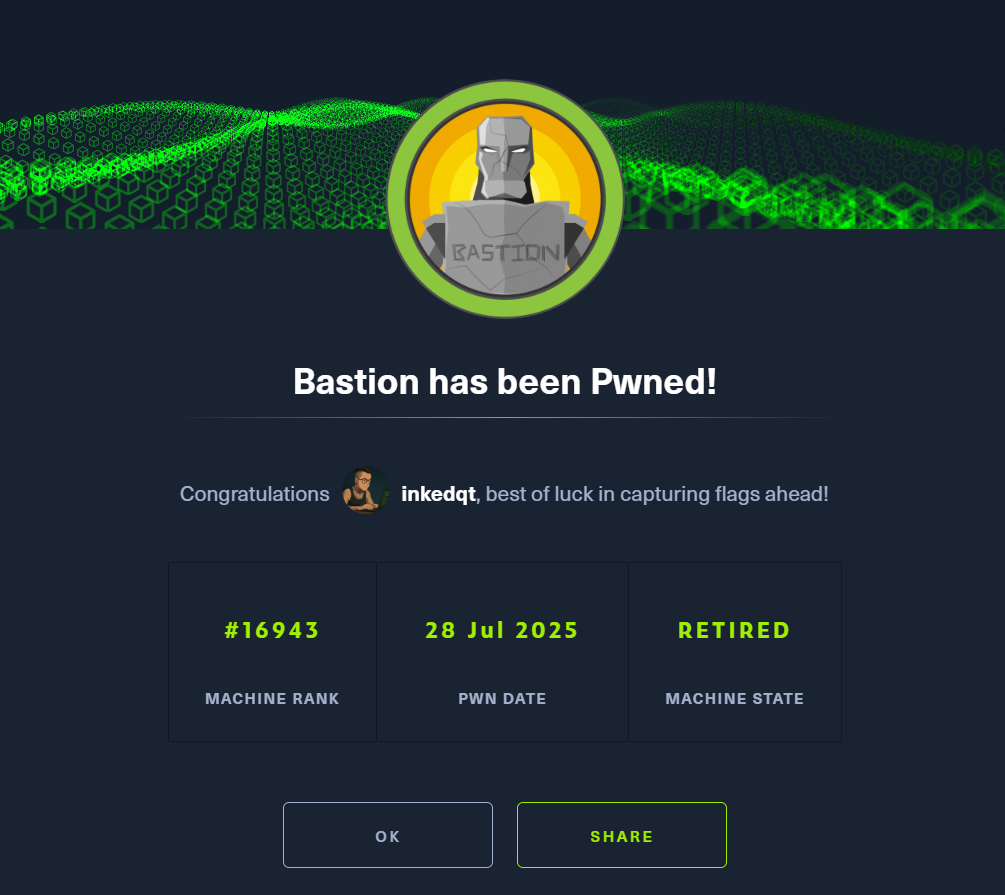 BASTION
Bastion has been Pwned!
Congratulations inkedqt, best of luck in capturing flags ahead!
#16943 28 Jul 2025 RETIRED
MACHINE RANK PWN DATE MACHINE STATE
OK SHARE